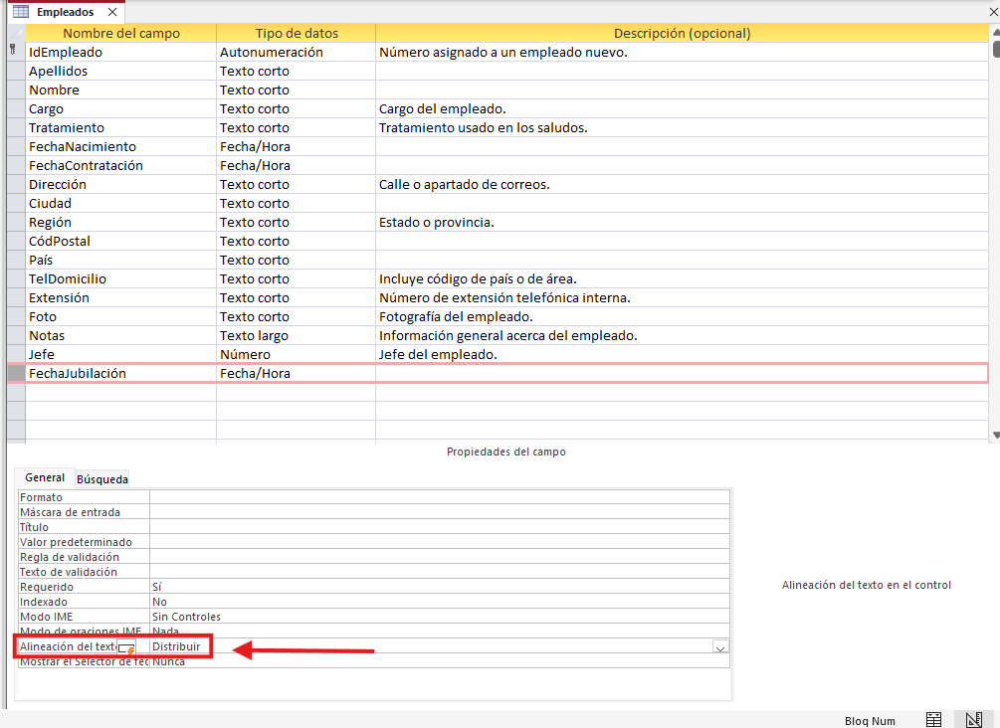 Empleados
Nombre del campo Tipo de datos Descripción (opcional)
IdEmpleado Autonumeración Número asignado a un empleado nuevo.
Apellidos Texto corto
Nombre Texto corto
Cargo Texto corto Cargo del empleado.
Tratamiento Texto corto Tratamiento usado en los saludos.
FechaNacimiento Fecha/Hora
FechaContratación Fecha/Hora
Dirección Texto corto Calle o apartado de correos.
Ciudad Texto corto
Región Texto corto Estado o provincia.
CódPostal Texto corto
País Texto corto
TelDomicilio Texto corto Incluye código de país o de área.
Extensión Texto corto Número de extensión telefónica interna.
Foto Texto corto Fotografía del empleado.
Notas Texto largo Información general acerca del empleado.
Jefe Número Jefe del empleado.
FechaJubilación Fecha/Hora
Propiedades del campo
General Búsqueda
Formato
Máscara de entrada
Título
Valor predeterminado
Regla de validación
Texto de validación
Requerido Sí
Indexado No
Modo IME Sin Controles
Modo de oraciones IME Nada
Alineación del texto Distribuir
Mostrar el Selector de fec Nunca
Alineación del texto en el control
Bloq Num